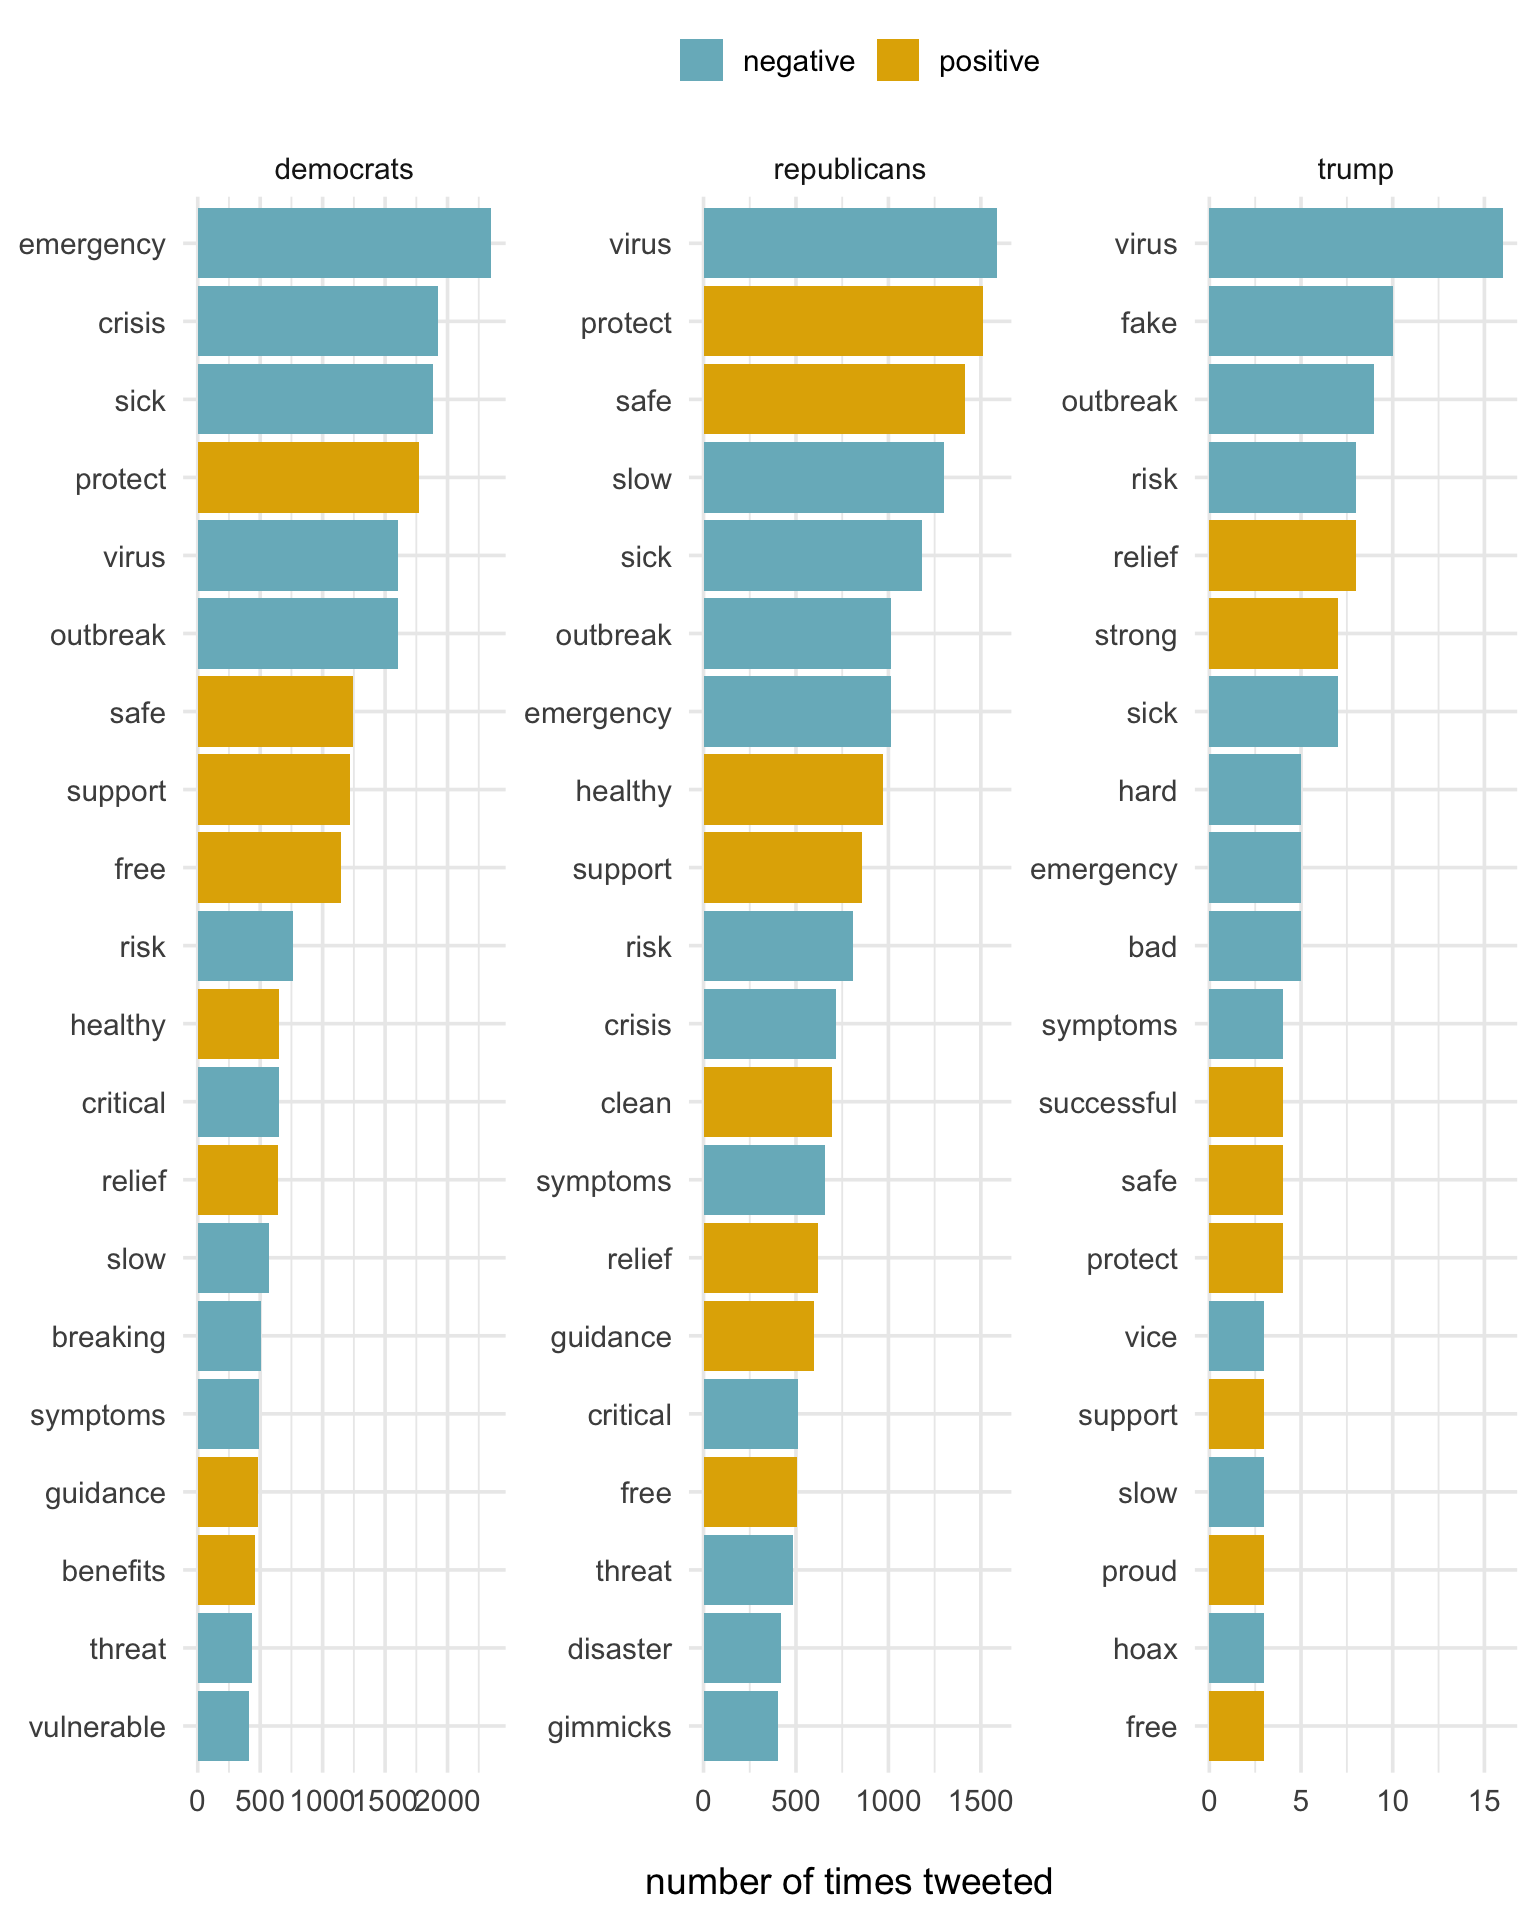 negative positive
democrats
emergency
crisis
sick
protect
virus
outbreak
safe
support
free
risk
healthy
critical
relief
slow
breaking
symptoms
guidance
benefits
threat
vulnerable
0 500 1000 1500 2000
republicans
virus
protect
safe
slow
sick
outbreak
emergency
healthy
support
risk
crisis
clean
symptoms
relief
guidance
critical
free
threat
disaster
gimmicks
0 500 1000 1500
trump
virus
fake
outbreak
risk
relief
strong
sick
hard
emergency
bad
symptoms
successful
safe
protect
vice
support
slow
proud
hoax
free
0 5 10 15
number of times tweeted